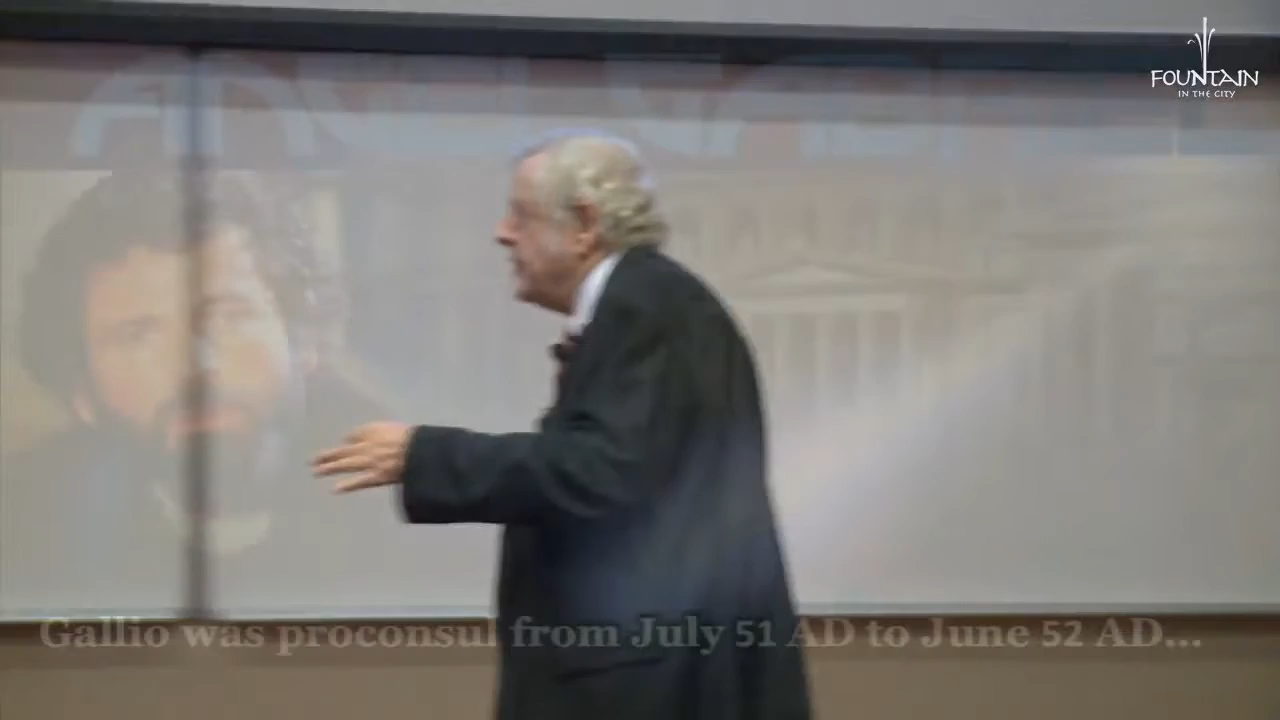 FOUNTAIN
IN THE CITY
Gallio was proconsul from July 51 AD to June 52 AD...